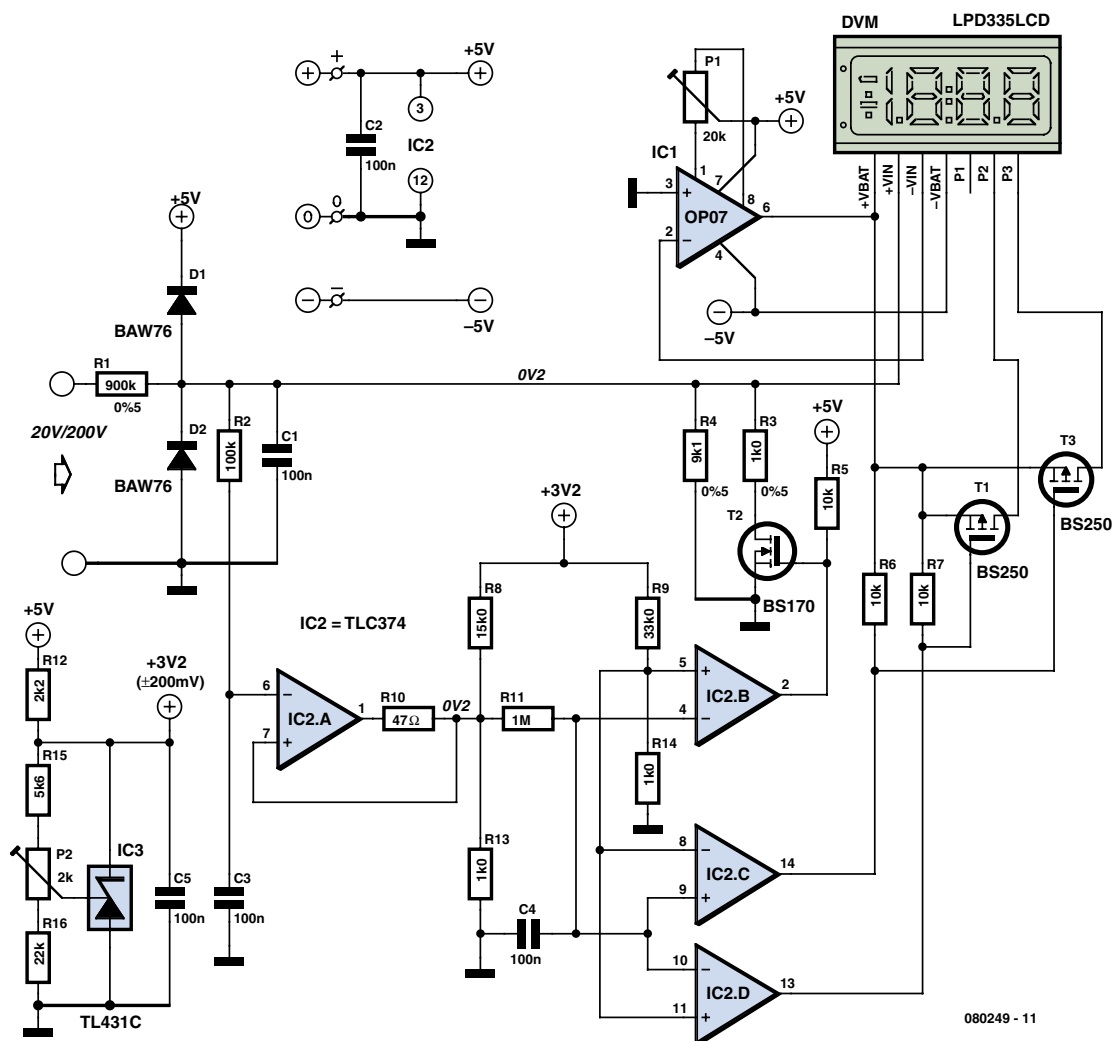 DVM LPD335LCD
+VBAT
+VIN
–VIN
–VBAT
P1
P2
P3
+
+5V
3
C2
100n
IC2
12
0
0
–
–5V
P1
20k
+5V
IC1
OP07
3
2
1
7
8
6
4
+
–
–5V
+5V
D1
BAW76
R1
900k
0%5
20V/200V
D2
BAW76
R2
100k
C1
100n
0V2
R4
9k1
0%5
R3
1k0
0%5
+5V
R5
10k
T2
BS170
T3
BS250
T1
BS250
R6
10k
R7
10k
+3V2
R8
15k0
R9
33k0
IC2 = TLC374
6
7
–
+
IC2.A
1
R10
47Ω
0V2
R11
1M
5
4
+
–
IC2.B
2
R14
1k0
R13
1k0
C4
100n
8
9
–
+
IC2.C
14
10
11
–
+
IC2.D
13
+5V
R12
2k2
+3V2
(±200mV)
R15
5k6
P2
2k
IC3
R16
22k
C5
100n
C3
100n
TL431C
080249 - 11